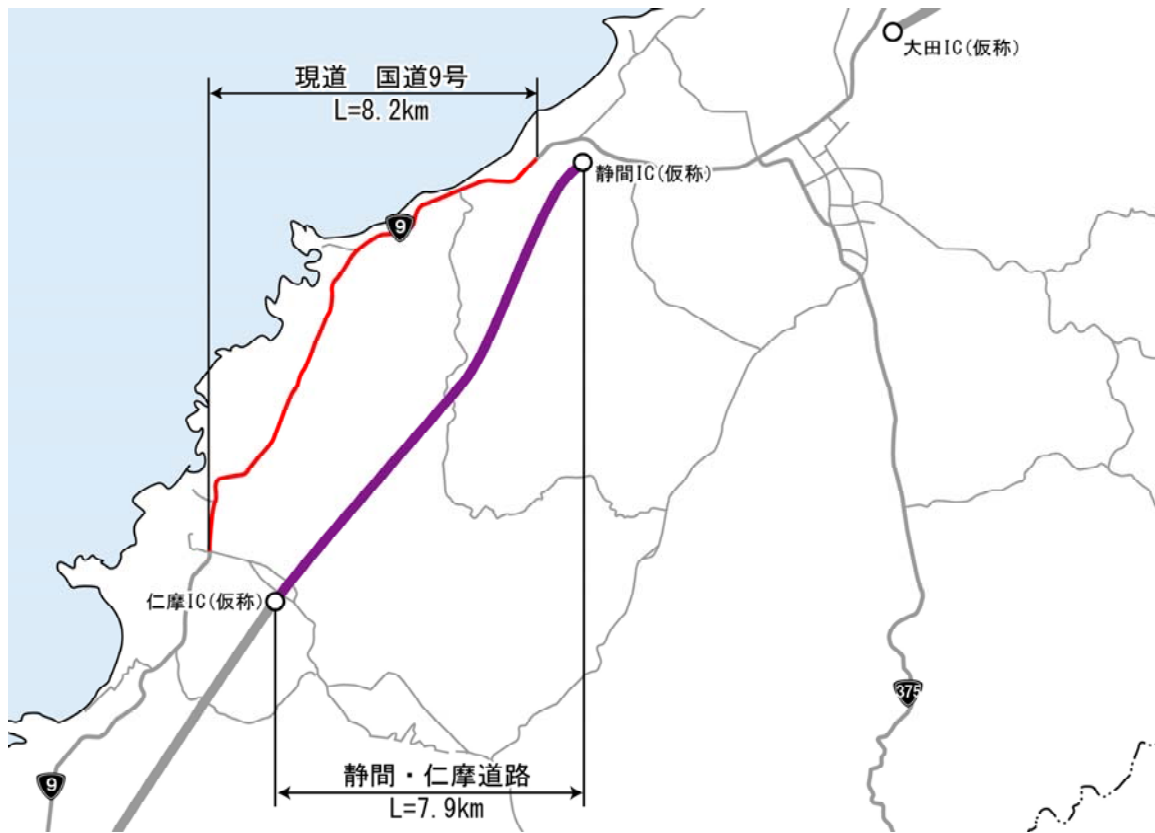 大田IC(仮称)
現道 国道9号
L=8.2km
静間IC(仮称)
9
仁摩IC(仮称)
375
静間・仁摩道路
L=7.9km
9